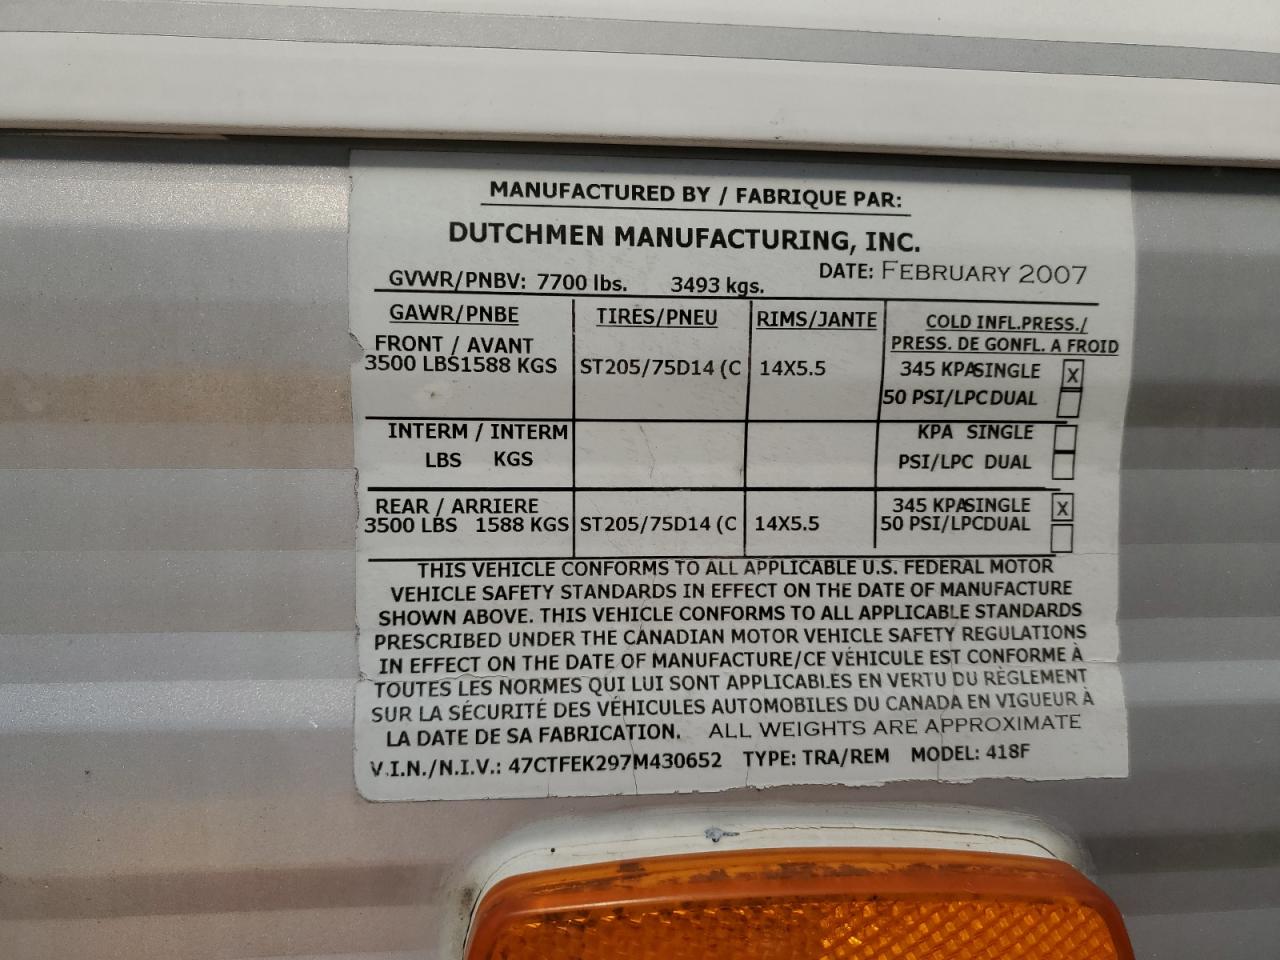 MANUFACTURED BY / FABRIQUE PAR:
DUTCHMEN MANUFACTURING, INC.
DATE: FEBRUARY 2007
GVWR/PNBV: 7700 lbs. 3493 kgs.
GAWR/PNBE TIRES/PNEU RIMS/JANTE COLD INFL.PRESS./
PRESS. DE GONFL. A FROID
FRONT / AVANT
3500 LBS1588 KGS ST205/75D14 (C 14X5.5 345 KPASINGLE X
50 PSI/LPCDUAL
INTERM / INTERM KPA SINGLE
LBS KGS PSI/LPC DUAL
REAR / ARRIERE 345 KPASINGLE X
3500 LBS 1588 KGS ST205/75D14 (C 14X5.5 50 PSI/LPCDUAL
THIS VEHICLE CONFORMS TO ALL APPLICABLE U.S. FEDERAL MOTOR
VEHICLE SAFETY STANDARDS IN EFFECT ON THE DATE OF MANUFACTURE
SHOWN ABOVE. THIS VEHICLE CONFORMS TO ALL APPLICABLE STANDARDS
PRESCRIBED UNDER THE CANADIAN MOTOR VEHICLE SAFETY REGULATIONS
IN EFFECT ON THE DATE OF MANUFACTURE/CE VÉHICULE EST CONFORME À
TOUTES LES NORMES QUI LUI SONT APPLICABLES EN VERTU DU RÈGLEMENT
SUR LA SÉCURITÉ DES VÉHICULES AUTOMOBILES DU CANADA EN VIGUEUR À
LA DATE DE SA FABRICATION. ALL WEIGHTS ARE APPROXIMATE
V.I.N./N.I.V.: 47CTFEK297M430652 TYPE: TRA/REM MODEL: 418F